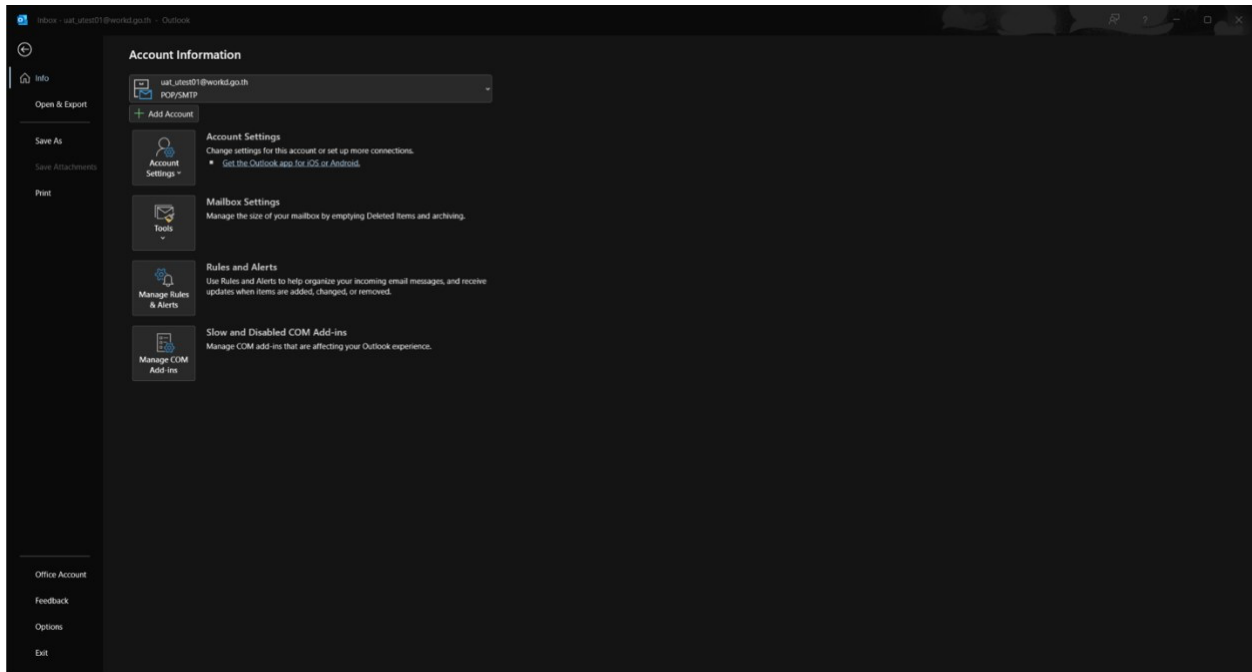 Inbox - uat_utest01@workd.go.th - Outlook
?
Info
Open & Export
Save As
Save Attachments
Print
Office Account
Feedback
Options
Exit
Account Information
uat_utest01@workd.go.th
POP/SMTP
Add Account
Account
Settings
Account Settings
Change settings for this account or set up more connections.
Get the Outlook app for iOS or Android.
Tools
Mailbox Settings
Manage the size of your mailbox by emptying Deleted Items and archiving.
Manage Rules
& Alerts
Rules and Alerts
Use Rules and Alerts to help organize your incoming email messages, and receive
updates when items are added, changed, or removed.
Manage COM
Add-ins
Slow and Disabled COM Add-ins
Manage COM add-ins that are affecting your Outlook experience.